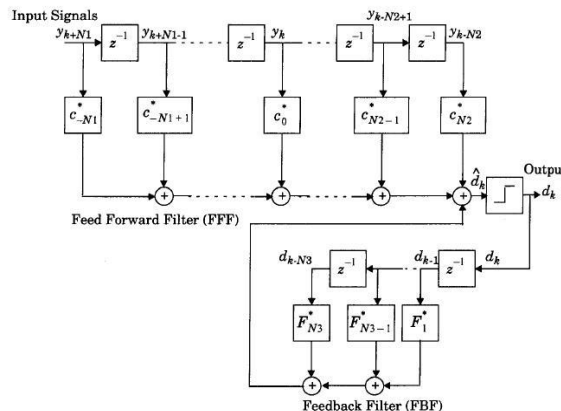 Input Signals
y_{k+N1} z^{-1} y_{k+N1-1} z^{-1} y_k z^{-1} y_{k-N2+1} z^{-1} y_{k-N2}
c^*_{-N1} c^*_{-N1+1} c^*_0 c^*_{N2-1} c^*_{N2}
+ + + + \hat{d}_k Output d_k
Feed Forward Filter (FFF)
d_{k-N3} z^{-1} d_{k-1} z^{-1} d_k
F^*_{N3} F^*_{N3-1} F^*_1
+ +
Feedback Filter (FBF)